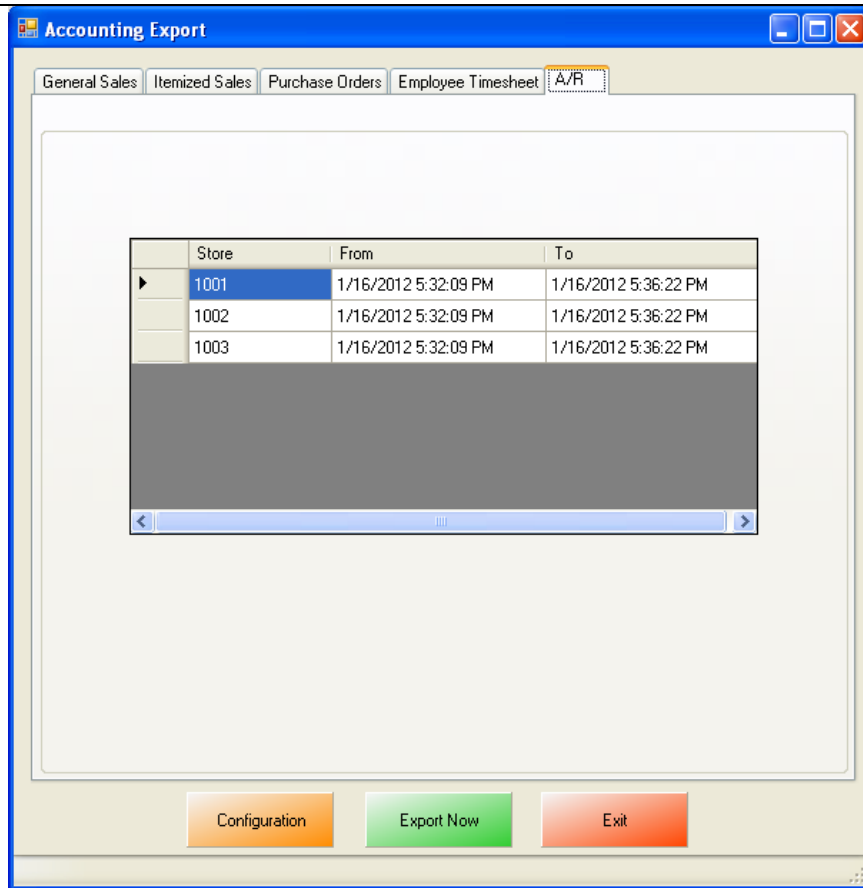 Accounting Export
General Sales Itemized Sales Purchase Orders Employee Timesheet A/R
Store From To
1001 1/16/2012 5:32:09 PM 1/16/2012 5:36:22 PM
1002 1/16/2012 5:32:09 PM 1/16/2012 5:36:22 PM
1003 1/16/2012 5:32:09 PM 1/16/2012 5:36:22 PM
Configuration Export Now Exit